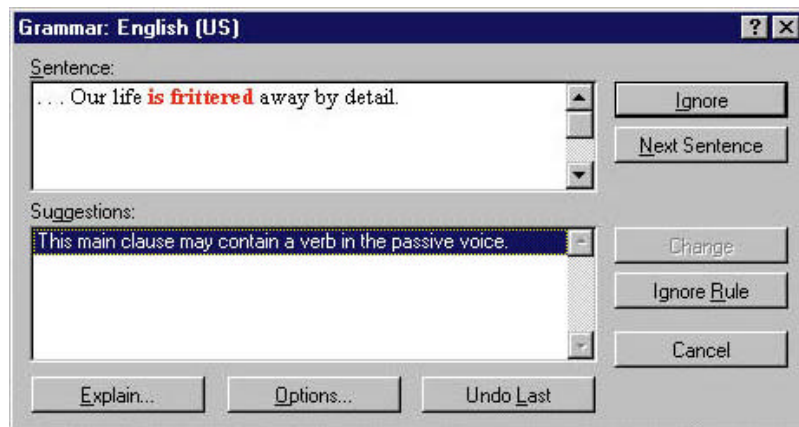 Grammar: English (US)
Sentence:
. . . Our life is frittered away by detail.
Ignore
Next Sentence
Suggestions:
This main clause may contain a verb in the passive voice.
Change
Ignore Rule
Cancel
Explain...
Options...
Undo Last